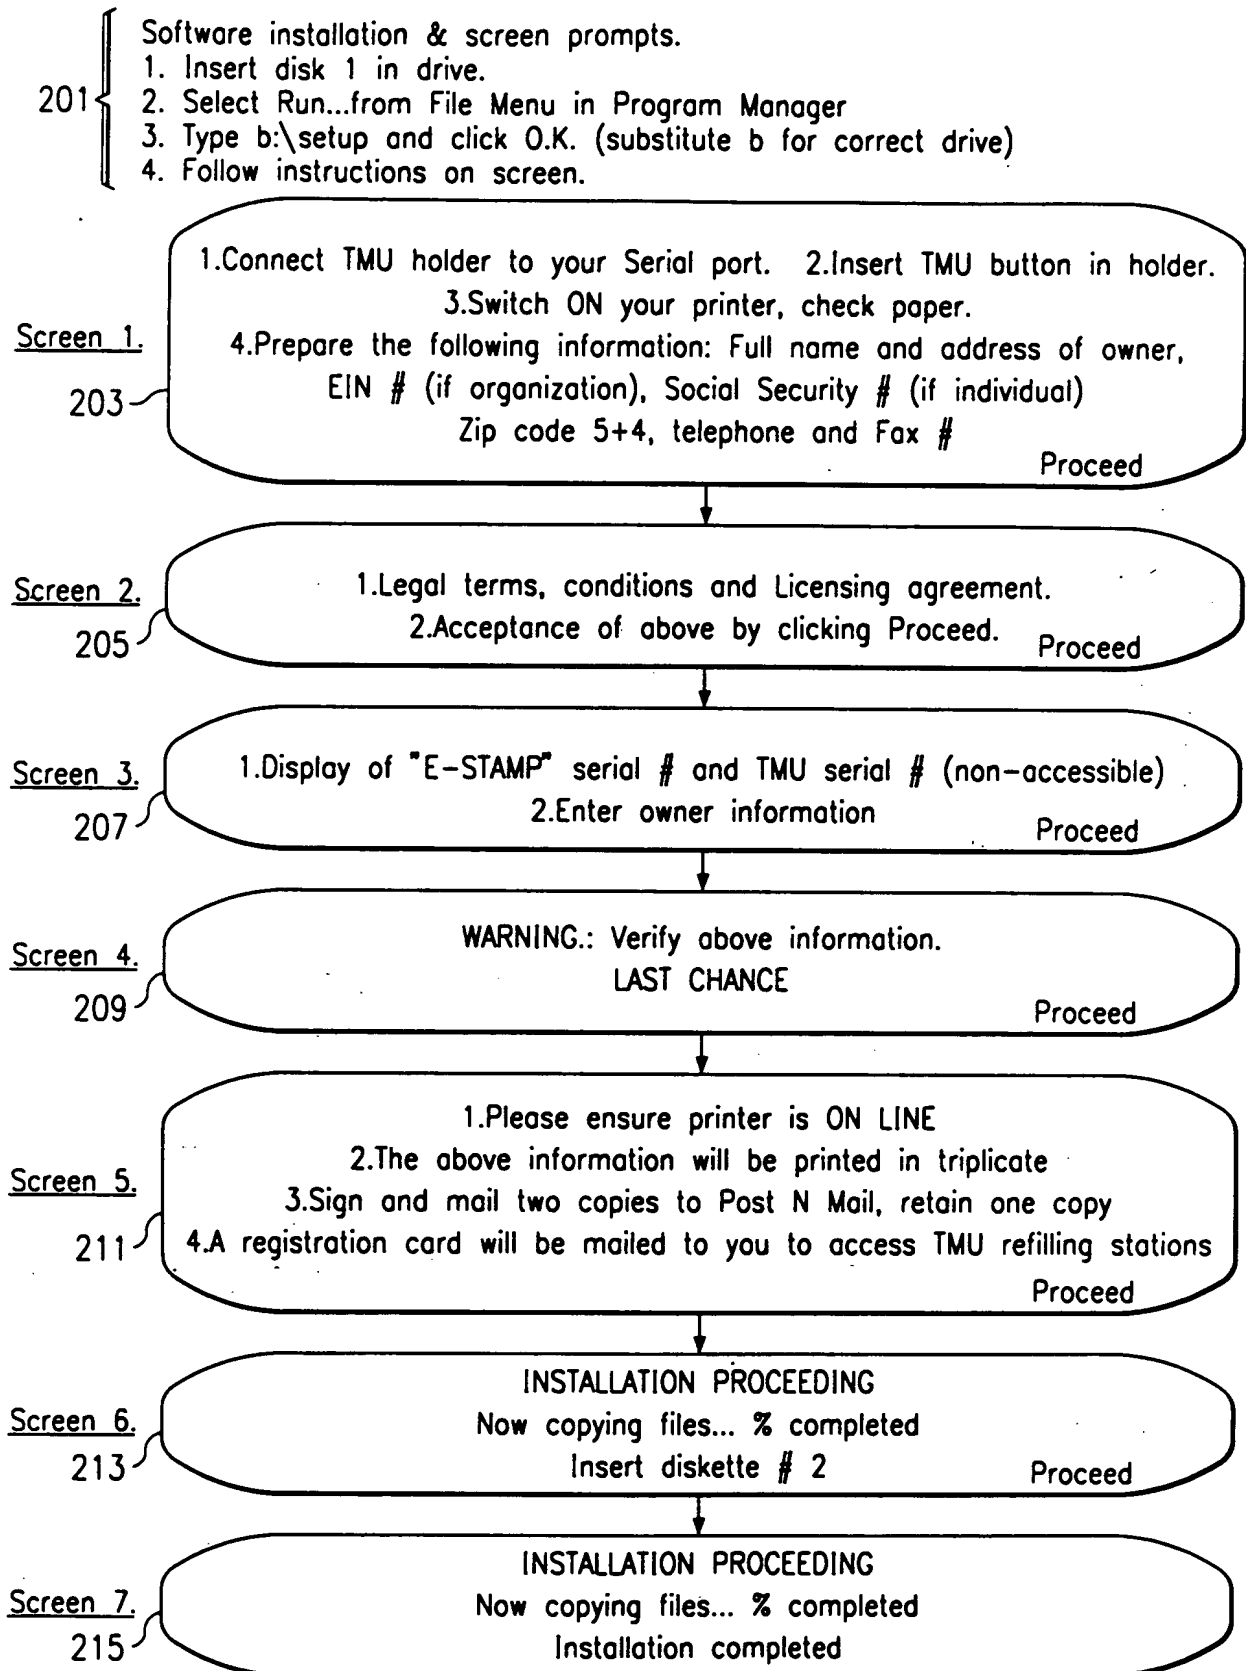 Software installation & screen prompts.
1. Insert disk 1 in drive.
201
2. Select Run...from File Menu in Program Manager
3. Type b:\setup and click O.K. (substitute b for correct drive)
4. Follow instructions on screen.
1.Connect TMU holder to your Serial port. 2.Insert TMU button in holder.
3.Switch ON your printer, check paper.
Screen 1.
4.Prepare the following information: Full name and address of owner,
203
EIN # (if organization), Social Security # (if individual)
Zip code 5+4, telephone and Fax #
Proceed
Screen 2.
1.Legal terms, conditions and Licensing agreement.
205
2.Acceptance of above by clicking Proceed.
Proceed
Screen 3.
1.Display of "E-STAMP" serial # and TMU serial # (non-accessible)
207
2.Enter owner information
Proceed
Screen 4.
WARNING.: Verify above information.
209
LAST CHANCE
Proceed
1.Please ensure printer is ON LINE
2.The above information will be printed in triplicate
Screen 5.
3.Sign and mail two copies to Post N Mail, retain one copy
211
4.A registration card will be mailed to you to access TMU refilling stations
Proceed
INSTALLATION PROCEEDING
Screen 6.
Now copying files... % completed
213
Insert diskette # 2
Proceed
INSTALLATION PROCEEDING
Screen 7.
Now copying files... % completed
215
Installation completed